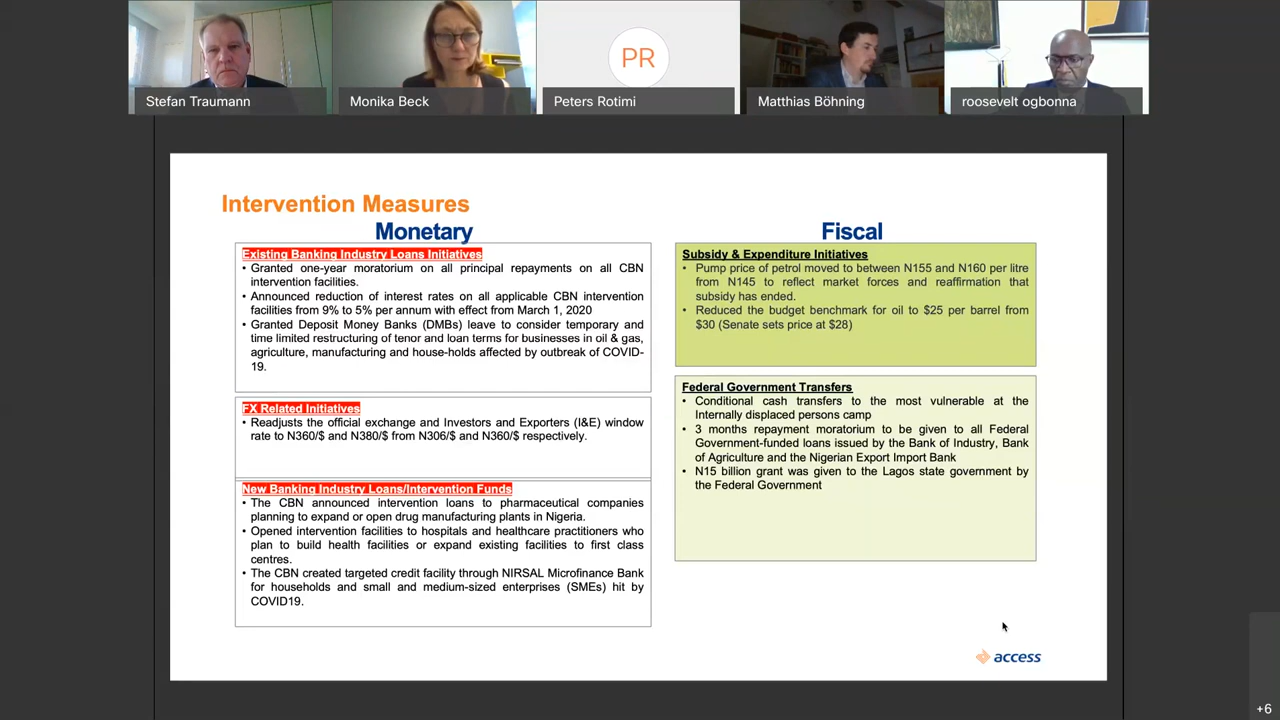 Stefan Traumann
Monika Beck
PR
Peters Rotimi
Matthias Böhning
roosevelt ogbonna
Intervention Measures
Monetary
Existing Banking Industry Loans Initiatives
• Granted one-year moratorium on all principal repayments on all CBN
intervention facilities.
• Announced reduction of interest rates on all applicable CBN intervention
facilities from 9% to 5% per annum with effect from March 1, 2020
• Granted Deposit Money Banks (DMBs) leave to consider temporary and
time limited restructuring of tenor and loan terms for businesses in oil & gas,
agriculture, manufacturing and house-holds affected by outbreak of COVID-
19.
FX Related Initiatives
• Readjusts the official exchange and Investors and Exporters (I&E) window
rate to N360/$ and N380/$ from N306/$ and N360/$ respectively.
New Banking Industry Loans/Intervention Funds
• The CBN announced intervention loans to pharmaceutical companies
planning to expand or open drug manufacturing plants in Nigeria.
• Opened intervention facilities to hospitals and healthcare practitioners who
plan to build health facilities or expand existing facilities to first class
centres.
• The CBN created targeted credit facility through NIRSAL Microfinance Bank
for households and small and medium-sized enterprises (SMEs) hit by
COVID19.
Fiscal
Subsidy & Expenditure Initiatives
• Pump price of petrol moved to between N155 and N160 per litre
from N145 to reflect market forces and reaffirmation that
subsidy has ended.
• Reduced the budget benchmark for oil to $25 per barrel from
$30 (Senate sets price at $28)
Federal Government Transfers
• Conditional cash transfers to the most vulnerable at the
Internally displaced persons camp
• 3 months repayment moratorium to be given to all Federal
Government-funded loans issued by the Bank of Industry, Bank
of Agriculture and the Nigerian Export Import Bank
• N15 billion grant was given to the Lagos state government by
the Federal Government
access
+6